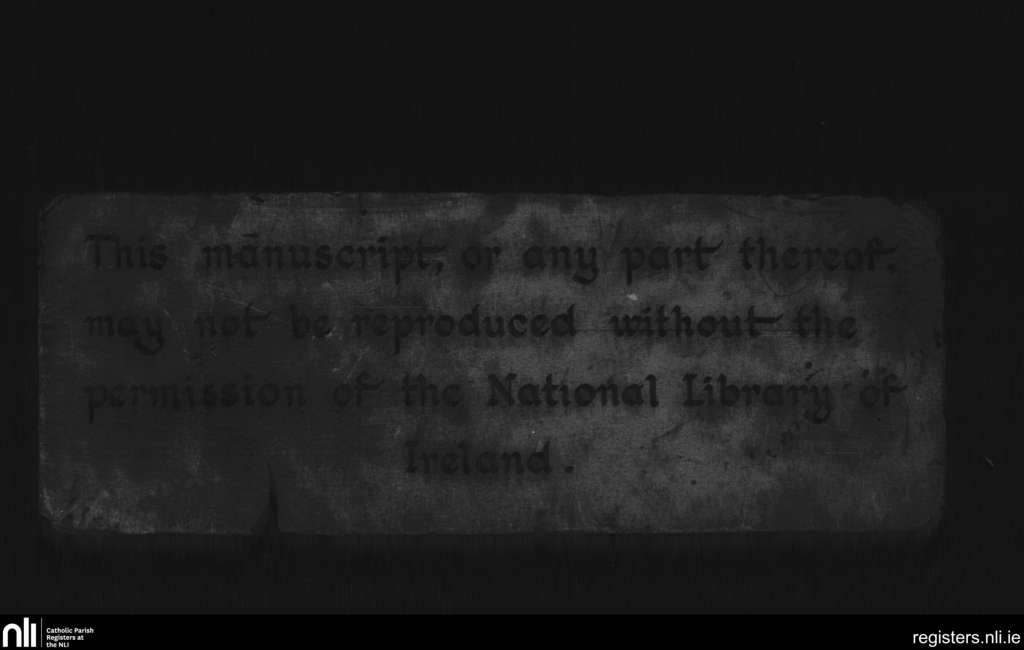 This manuscript, or any part thereof,
may not be reproduced without the
permission of the National Library of
Ireland.
nli
Catholic Parish
Registers at
the NLI
registers.nli.ie